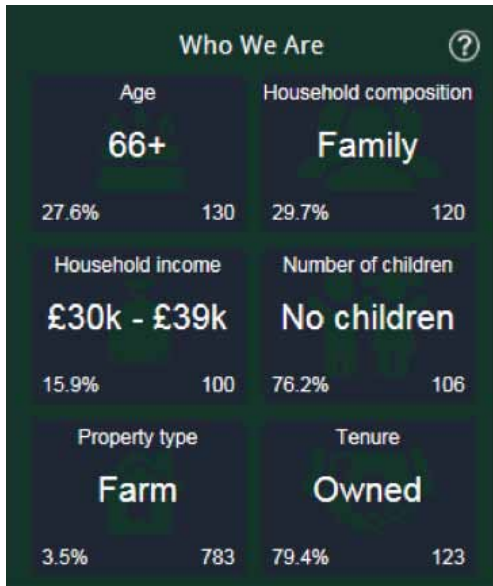 Who We Are ?
Age
66+
27.6% 130
Household composition
Family
29.7% 120
Household income
£30k - £39k
15.9% 100
Number of children
No children
76.2% 106
Property type
Farm
3.5% 783
Tenure
Owned
79.4% 123